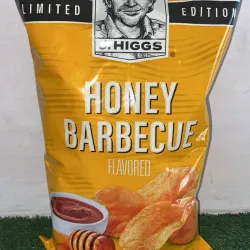 LIMITED EDITION
J. HIGGS
HONEY
BARBECUE
FLAVORED